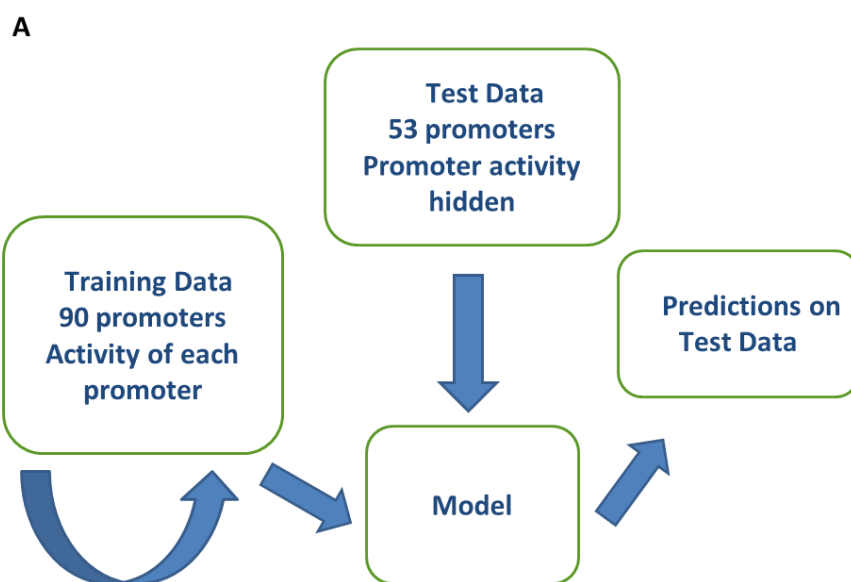 A
Test Data
53 promoters
Promoter activity
hidden
Training Data
90 promoters
Activity of each
promoter
Predictions on
Test Data
Model